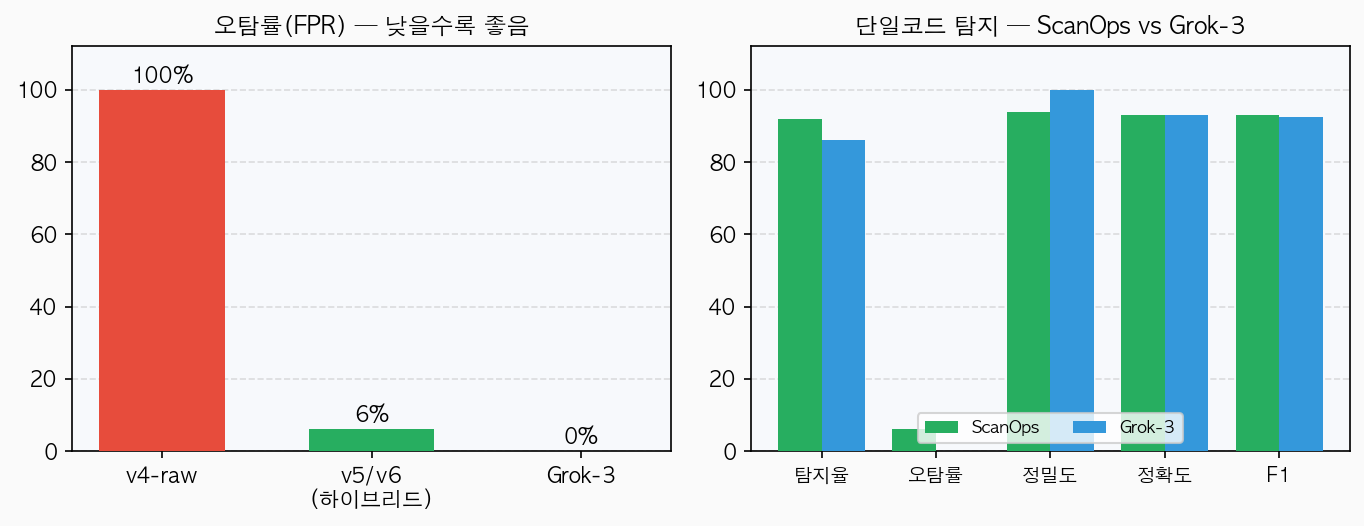 오탐률(FPR) — 낮을수록 좋음
100
80
60
40
20
0
100%
6%
0%
v4-raw
v5/v6
(하이브리드)
Grok-3
단일코드 탐지 — ScanOps vs Grok-3
100
80
60
40
20
0
ScanOps
Grok-3
탐지율
오탐률
정밀도
정확도
F1